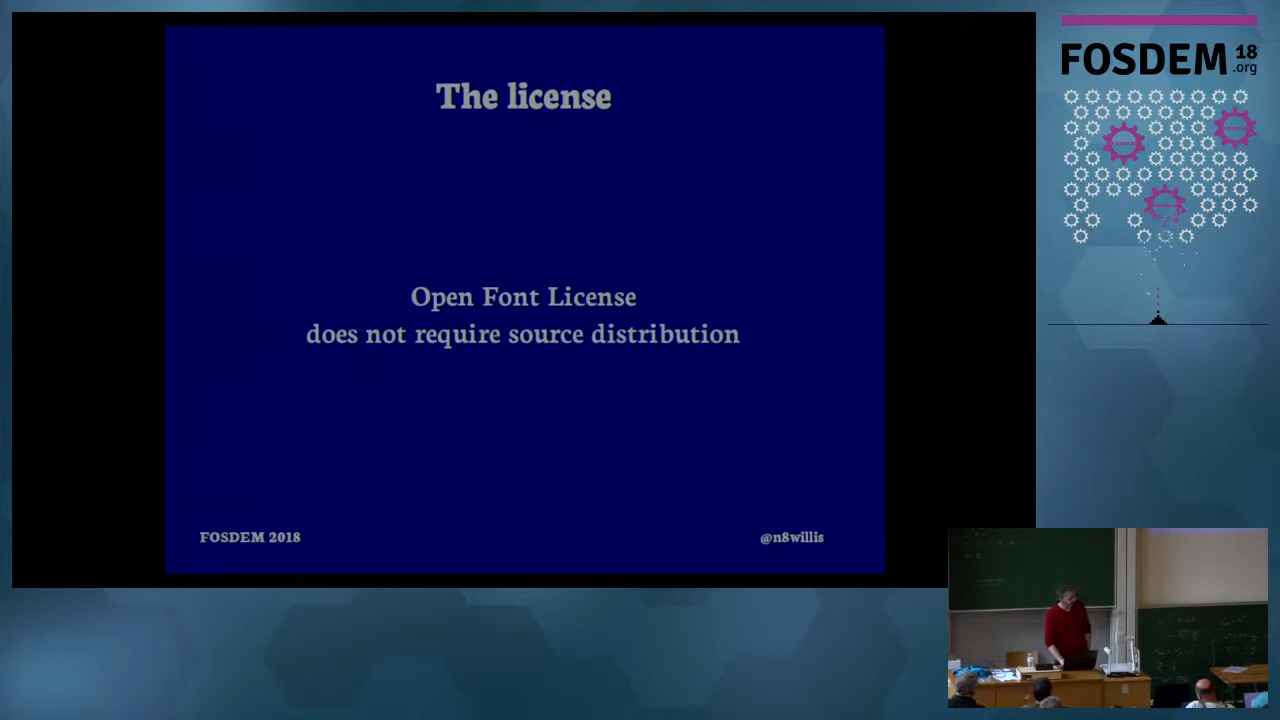 The license
Open Font License
does not require source distribution
FOSDEM 2018
@n8willis
FOSDEM 18
.org